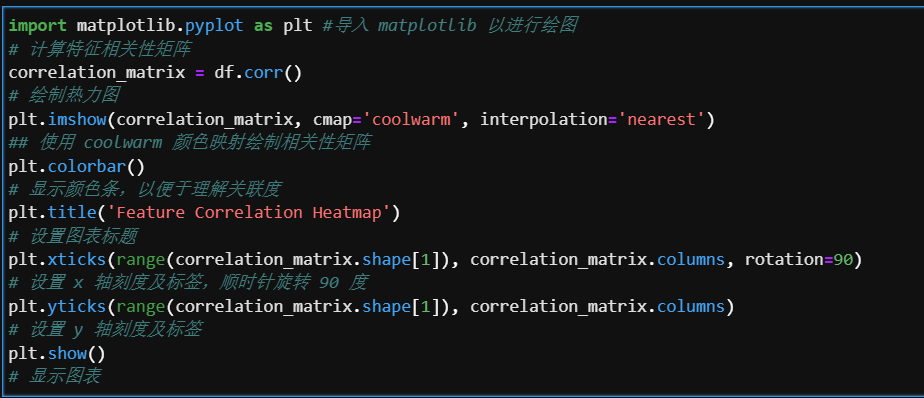 import matplotlib.pyplot as plt #导入 matplotlib 以进行绘图
# 计算特征相关性矩阵
correlation_matrix = df.corr()
# 绘制热力图
plt.imshow(correlation_matrix, cmap='coolwarm', interpolation='nearest')
## 使用 coolwarm 颜色映射绘制相关性矩阵
plt.colorbar()
# 显示颜色条，以便于理解关联度
plt.title('Feature Correlation Heatmap')
# 设置图表标题
plt.xticks(range(correlation_matrix.shape[1]), correlation_matrix.columns, rotation=90)
# 设置 x 轴刻度及标签，顺时针旋转 90 度
plt.yticks(range(correlation_matrix.shape[1]), correlation_matrix.columns)
# 设置 y 轴刻度及标签
plt.show()
# 显示图表